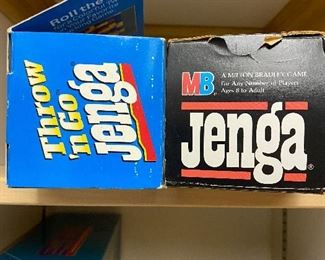 Roll the
Throw
'n Go
Jenga
MB
A MILTON BRADLEY GAME
For Any Number of Players
Ages 8 to Adult
Jenga®